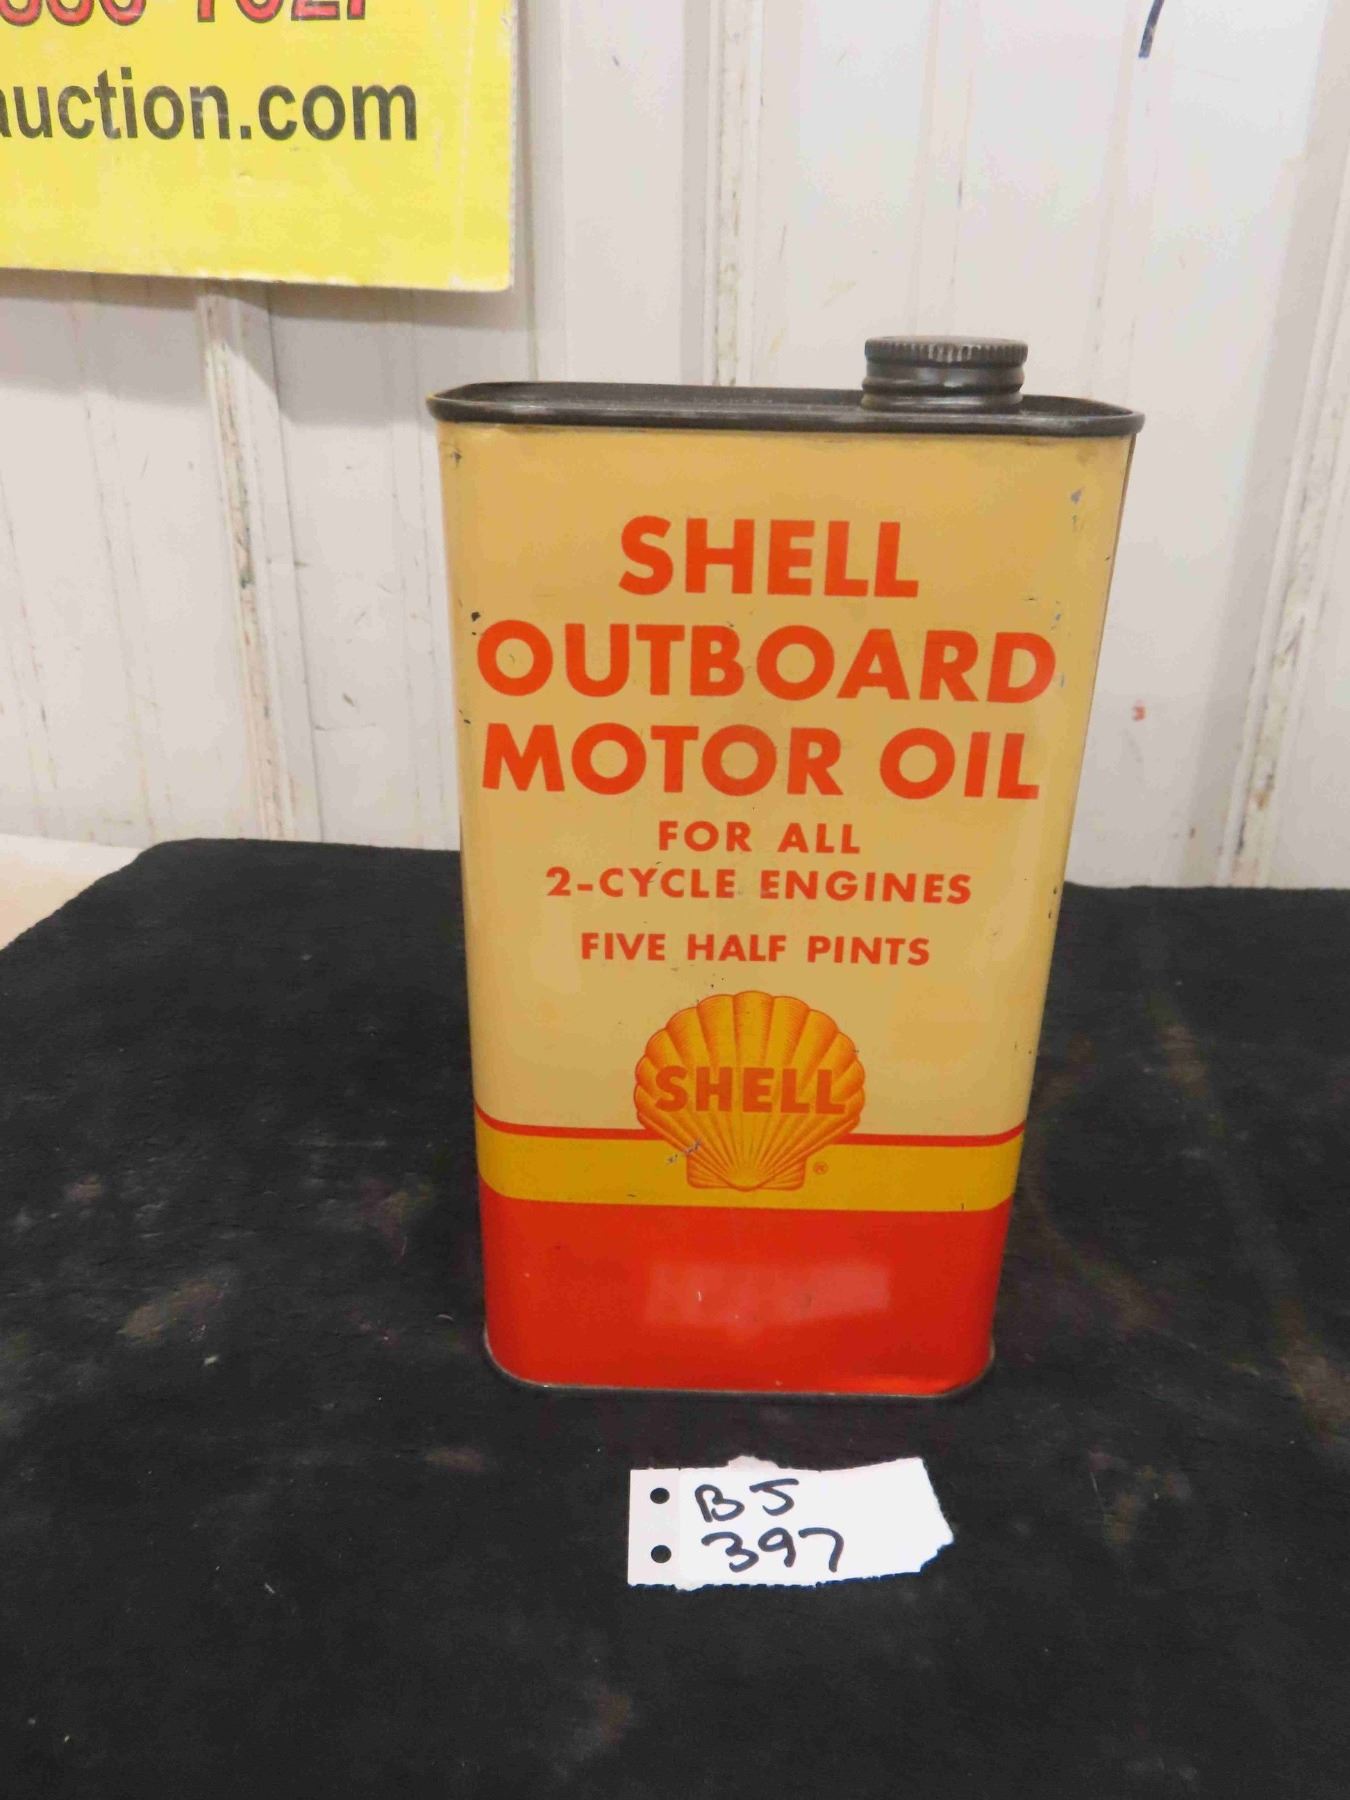 auction.com
SHELL
OUTBOARD
MOTOR OIL
FOR ALL
2-CYCLE ENGINES
FIVE HALF PINTS
SHELL
®
BJ
397